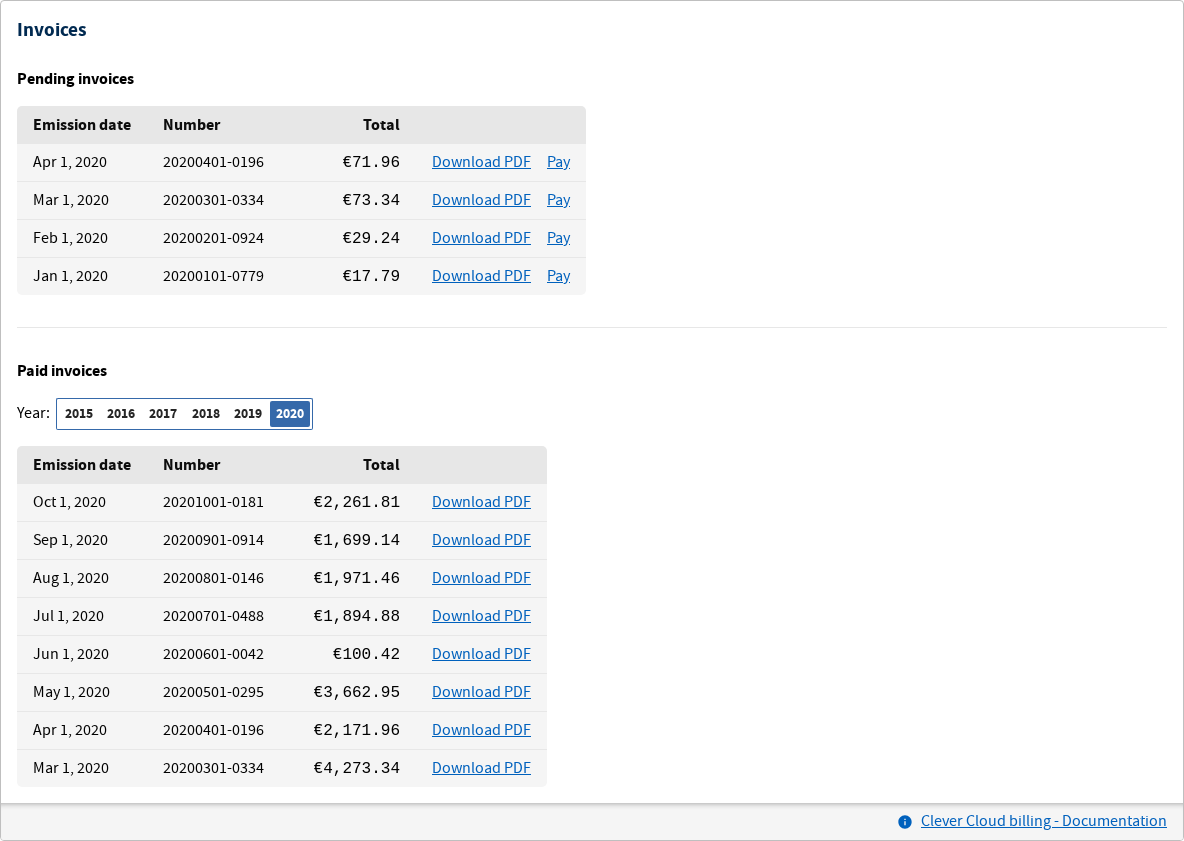 Invoices
Pending invoices
Emission date Number Total
Apr 1, 2020 20200401-0196 €71.96 Download PDF Pay
Mar 1, 2020 20200301-0334 €73.34 Download PDF Pay
Feb 1, 2020 20200201-0924 €29.24 Download PDF Pay
Jan 1, 2020 20200101-0779 €17.79 Download PDF Pay
Paid invoices
Year: 2015 2016 2017 2018 2019 2020
Emission date Number Total
Oct 1, 2020 20201001-0181 €2,261.81 Download PDF
Sep 1, 2020 20200901-0914 €1,699.14 Download PDF
Aug 1, 2020 20200801-0146 €1,971.46 Download PDF
Jul 1, 2020 20200701-0488 €1,894.88 Download PDF
Jun 1, 2020 20200601-0042 €100.42 Download PDF
May 1, 2020 20200501-0295 €3,662.95 Download PDF
Apr 1, 2020 20200401-0196 €2,171.96 Download PDF
Mar 1, 2020 20200301-0334 €4,273.34 Download PDF
Clever Cloud billing - Documentation